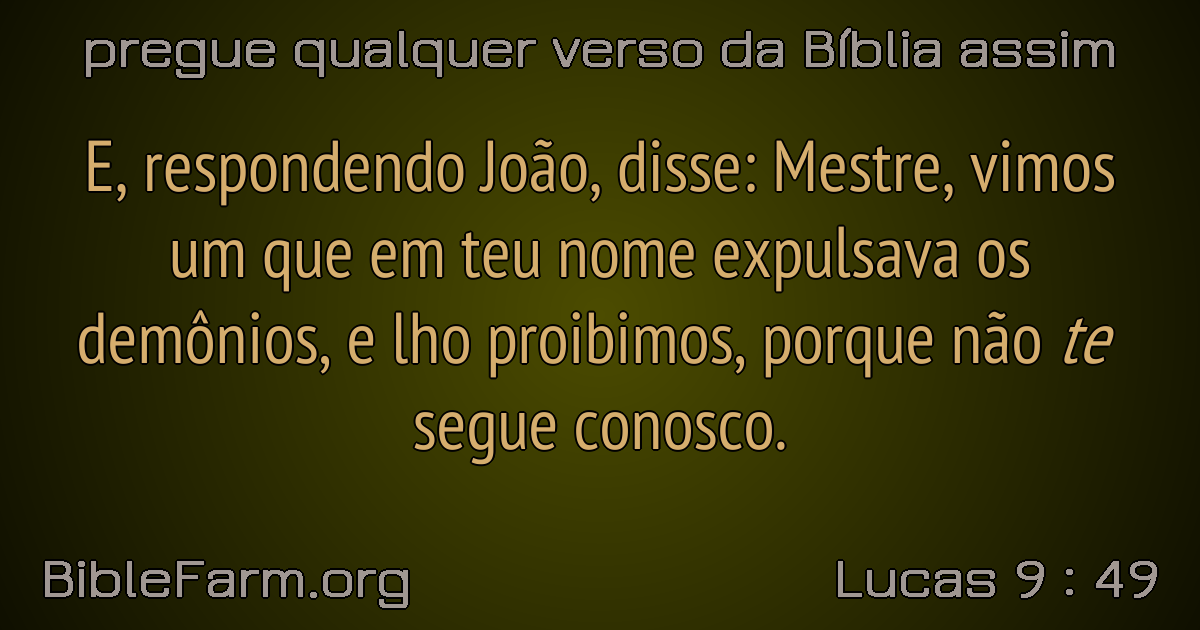 pregue qualquer verso da Bíblia assim
E, respondendo João, disse: Mestre, vimos
um que em teu nome expulsava os
demônios, e lho proibimos, porque não te
segue conosco.
BibleFarm.org
Lucas 9 : 49